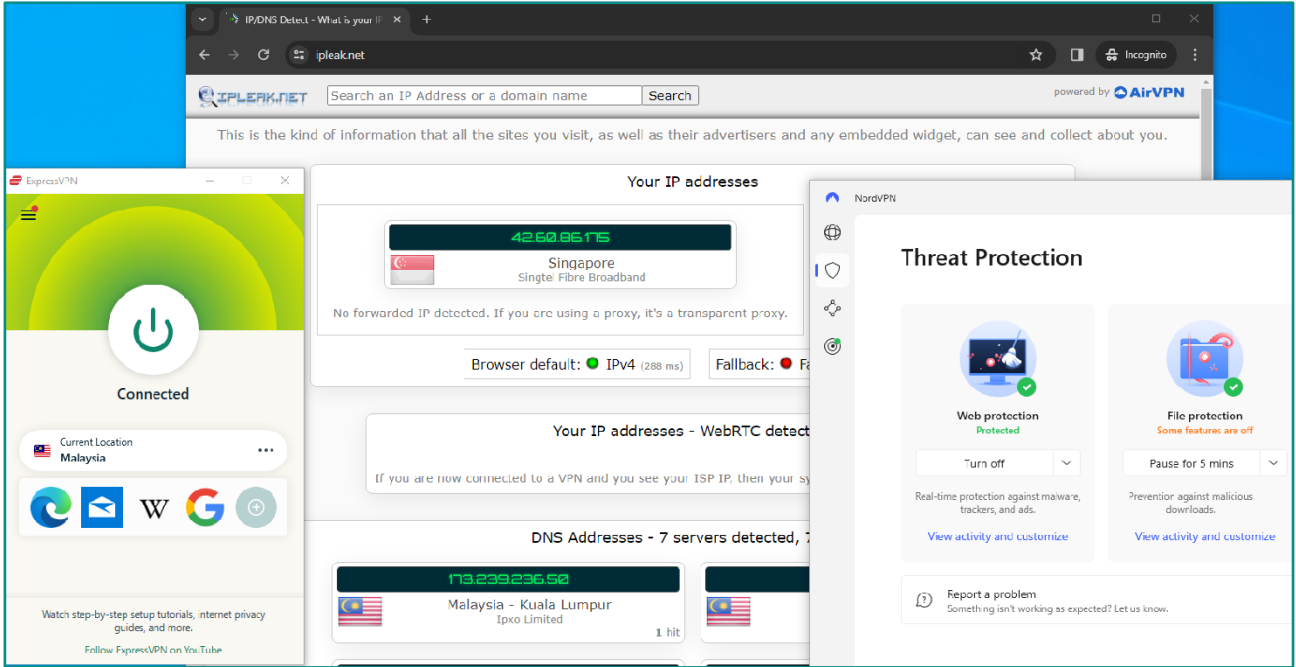 IP/DNS Detect - What is your IP
ipleak.net
Incognito
IPLEAK.NET
Search an IP Address or a domain name
Search
powered by AirVPN
This is the kind of information that all the sites you visit, as well as their advertisers and any embedded widget, can see and collect about you.
ExpressVPN
Connected
Current Location
Malaysia
W
G
Watch step-by-step setup tutorials, internet privacy
guides, and more.
Follow ExpressVPN on YouTube
Your IP addresses
42.60.86.175
Singapore
Singtel Fibre Broadband
No forwarded IP detected. If you are using a proxy, it's a transparent proxy.
Browser default: IPv4 (288 ms)
Fallback: Fa
Your IP addresses - WebRTC detect
If you are now connected to a VPN and you see your ISP IP, then your sy
DNS Addresses - 7 servers detected, 7
173.239.236.50
Malaysia - Kuala Lumpur
Ipxo Limited
1 hit
NordVPN
Threat Protection
Web protection
Protected
Turn off
Real-time protection against malware,
trackers, and ads.
View activity and customize
File protection
Some features are off
Pause for 5 mins
Prevention against malicious
downloads.
View activity and customize
Report a problem
Something isn't working as expected? Let us know.